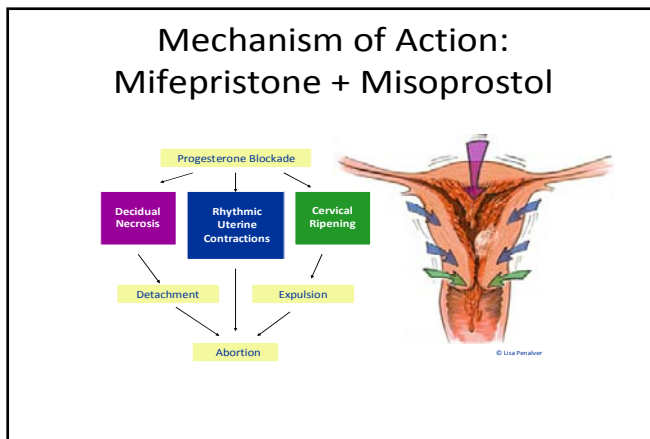 Mechanism of Action:
Mifepristone + Misoprostol
Progesterone Blockade
Decidual
Necrosis
Rhythmic
Uterine
Contractions
Cervical
Ripening
Detachment
Expulsion
Abortion
© Lisa Penalver